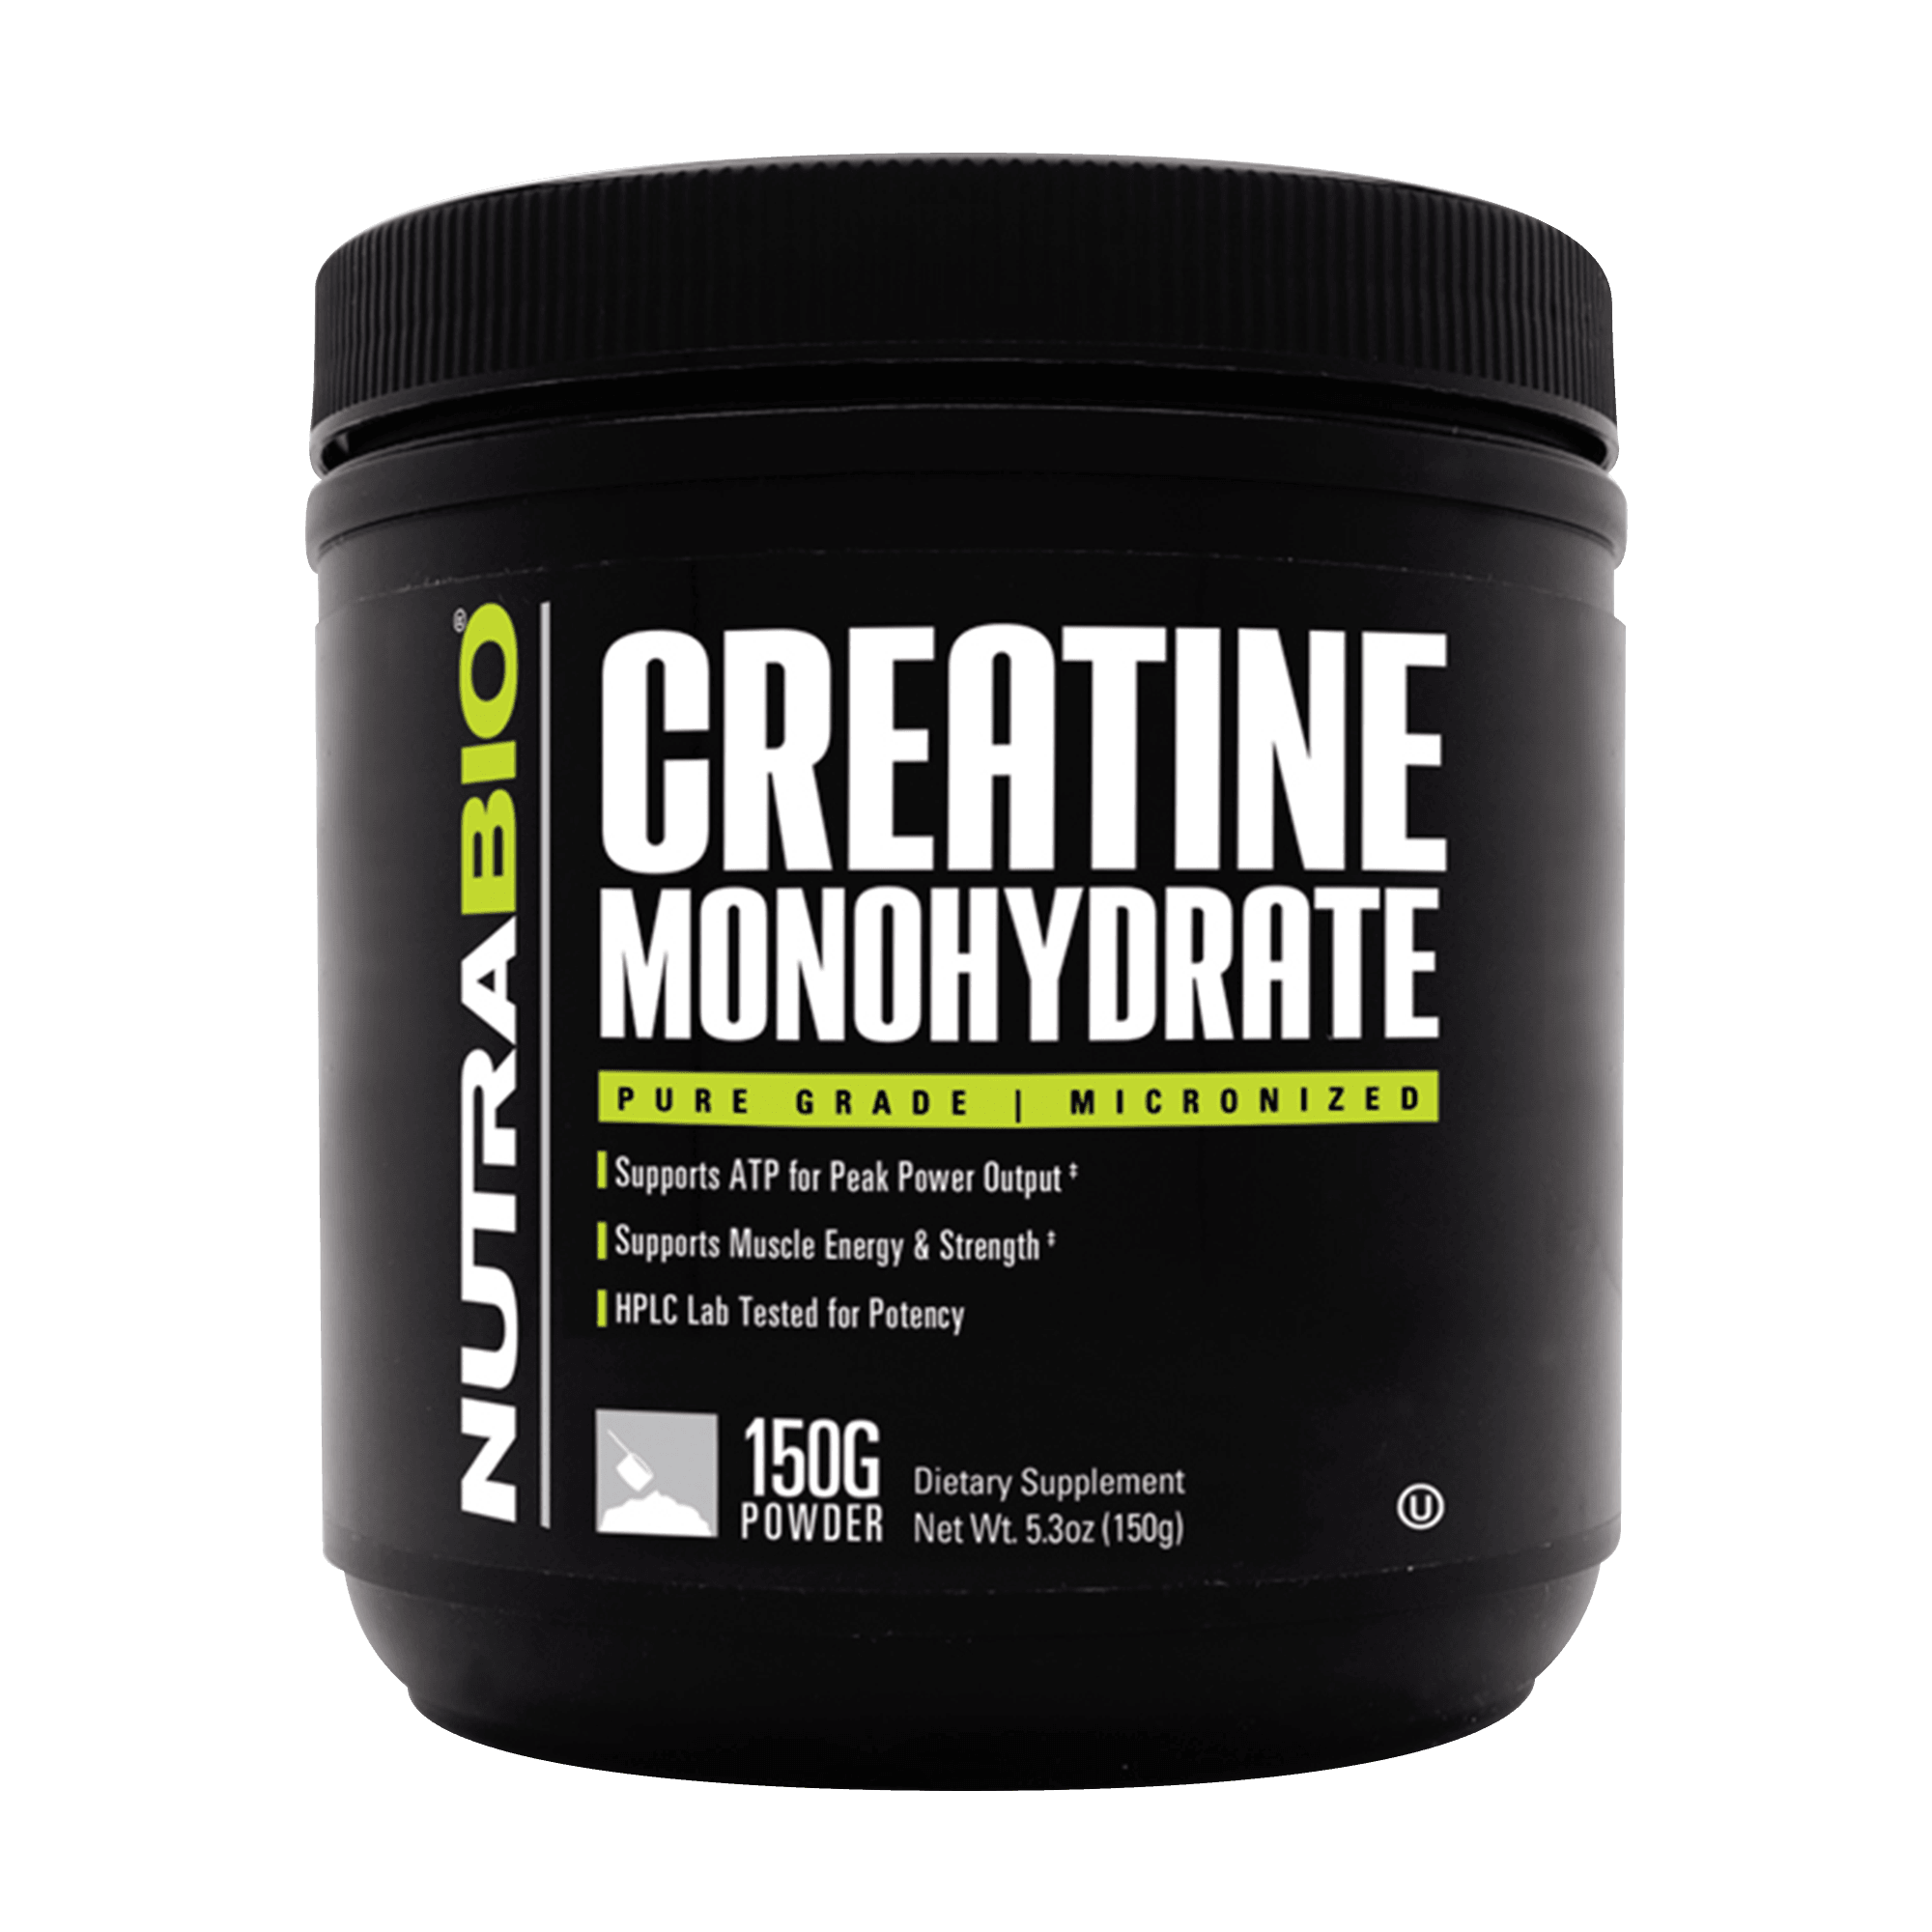 NUTRABIO®
CREATINE
MONOHYDRATE
PURE GRADE | MICRONIZED
Supports ATP for Peak Power Output‡
Supports Muscle Energy & Strength‡
HPLC Lab Tested for Potency
150G
POWDER
Dietary Supplement
Net Wt. 5.3oz (150g)
U